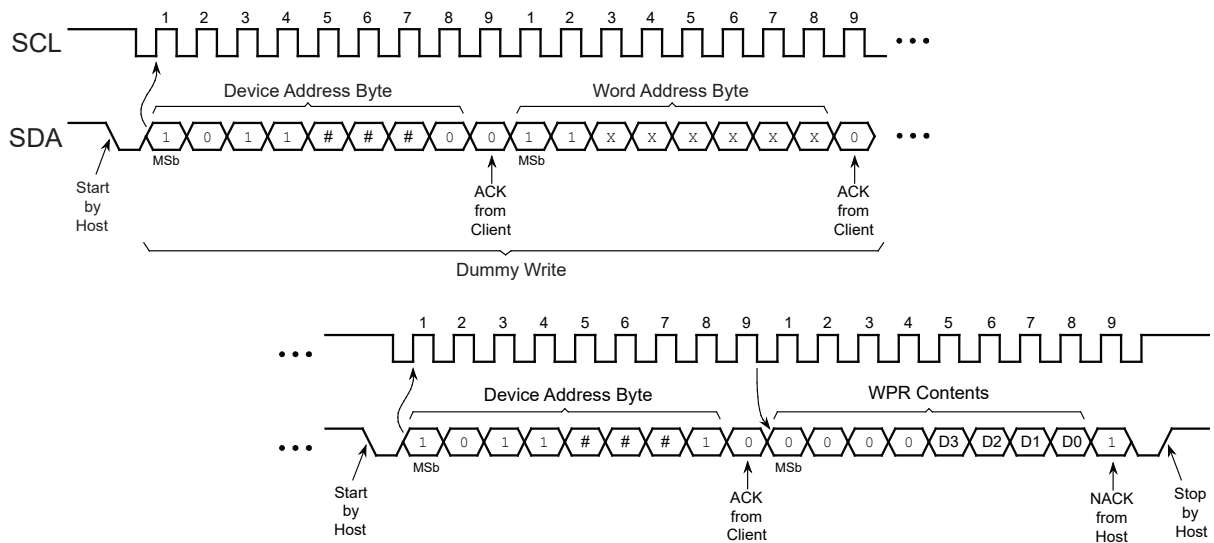 1 2 3 4 5 6 7 8 9 1 2 3 4 5 6 7 8 9
SCL
Device Address Byte Word Address Byte
SDA 1 0 1 1 # # # 0 0 1 1 X X X X X X 0
MSb MSb
Start
by
Host
ACK
from
Client
ACK
from
Client
Dummy Write
1 2 3 4 5 6 7 8 9 1 2 3 4 5 6 7 8 9
Device Address Byte WPR Contents
1 0 1 1 # # # 1 0 0 0 0 0 D3 D2 D1 D0 1
MSb MSb
Start
by
Host
ACK
from
Client
NACK
from
Host
Stop
by
Host